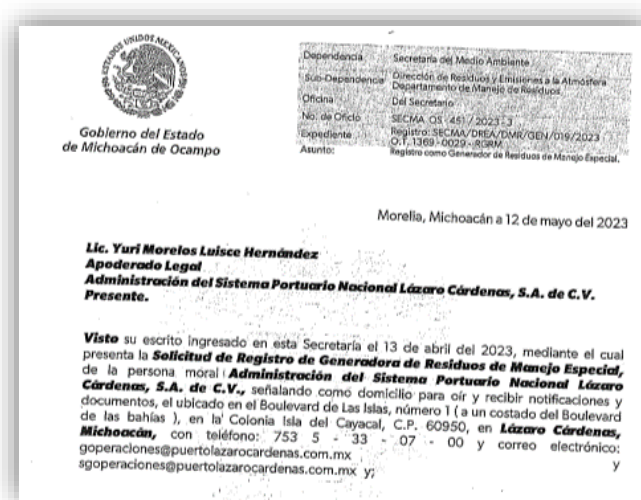 ESTADOS UNIDOS MEXICANOS
Gobierno del Estado
de Michoacán de Ocampo
Dependencia Secretaría del Medio Ambiente
Sub-Dependencia Dirección de Residuos y Emisiones a la Atmósfera
Departamento de Manejo de Residuos
Oficina Del Secretario
No. de Oficio SECMA OS - 451 / 2023 - 3
Expediente Registro: SECMA/DREA/DMR/GEN/019/2023
O.T. 1369 - 0029 - RGRM
Asunto: Registro como Generador de Residuos de Manejo Especial.
Morelia, Michoacán a 12 de mayo del 2023
Lic. Yuri Morelos Luisce Hernández
Apoderado Legal
Administración del Sistema Portuario Nacional Lázaro Cárdenas, S.A. de C.V.
Presente.
Visto su escrito ingresado en esta Secretaría el 13 de abril del 2023, mediante el cual
presenta la Solicitud de Registro de Generadora de Residuos de Manejo Especial,
de la persona moral Administración del Sistema Portuario Nacional Lázaro
Cárdenas, S.A. de C.V., señalando como domicilio para oír y recibir notificaciones y
documentos, el ubicado en el Boulevard de Las Islas, número 1 ( a un costado del Boulevard
de las bahías ), en la Colonia Isla del Cayacal, C.P. 60950, en Lázaro Cárdenas,
Michoacán, con teléfono: 753 5 - 33 - 07 - 00 y correo electrónico:
goperaciones@puertolazarocardenas.com.mx y
sgoperaciones@puertolazarocardenas.com.mx y;